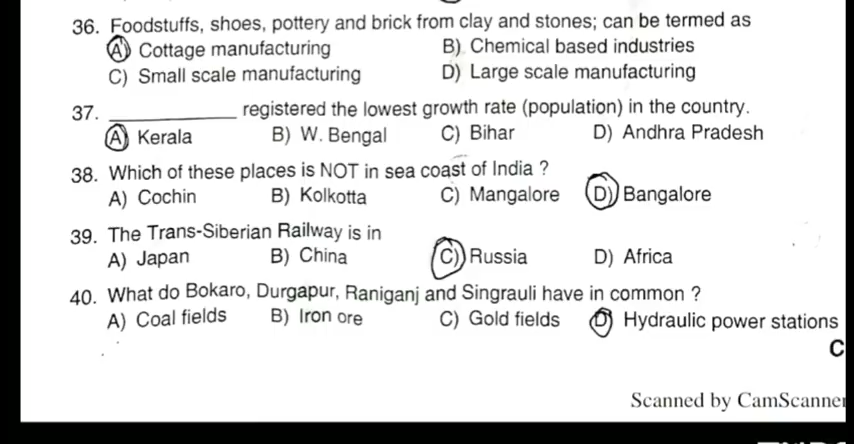 36. Foodstuffs, shoes, pottery and brick from clay and stones; can be termed as
A) Cottage manufacturing B) Chemical based industries
C) Small scale manufacturing D) Large scale manufacturing
37. ____________ registered the lowest growth rate (population) in the country.
A) Kerala B) W. Bengal C) Bihar D) Andhra Pradesh
38. Which of these places is NOT in sea coast of India ?
A) Cochin B) Kolkotta C) Mangalore D) Bangalore
39. The Trans-Siberian Railway is in
A) Japan B) China C) Russia D) Africa
40. What do Bokaro, Durgapur, Raniganj and Singrauli have in common ?
A) Coal fields B) Iron ore C) Gold fields D) Hydraulic power stations
C
Scanned by CamScanner